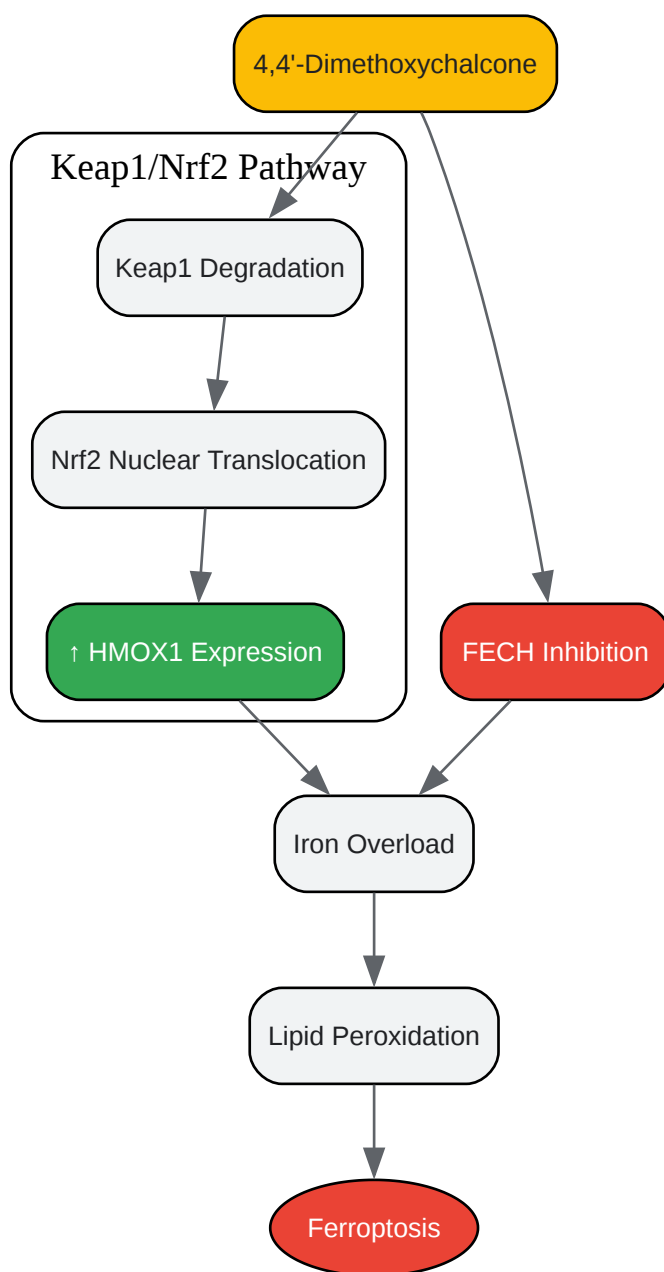 4,4'-Dimethoxychalcone
Keap1/Nrf2 Pathway
Keap1 Degradation
Nrf2 Nuclear Translocation
↑ HMOX1 Expression
FECH Inhibition
Iron Overload
Lipid Peroxidation
Ferroptosis